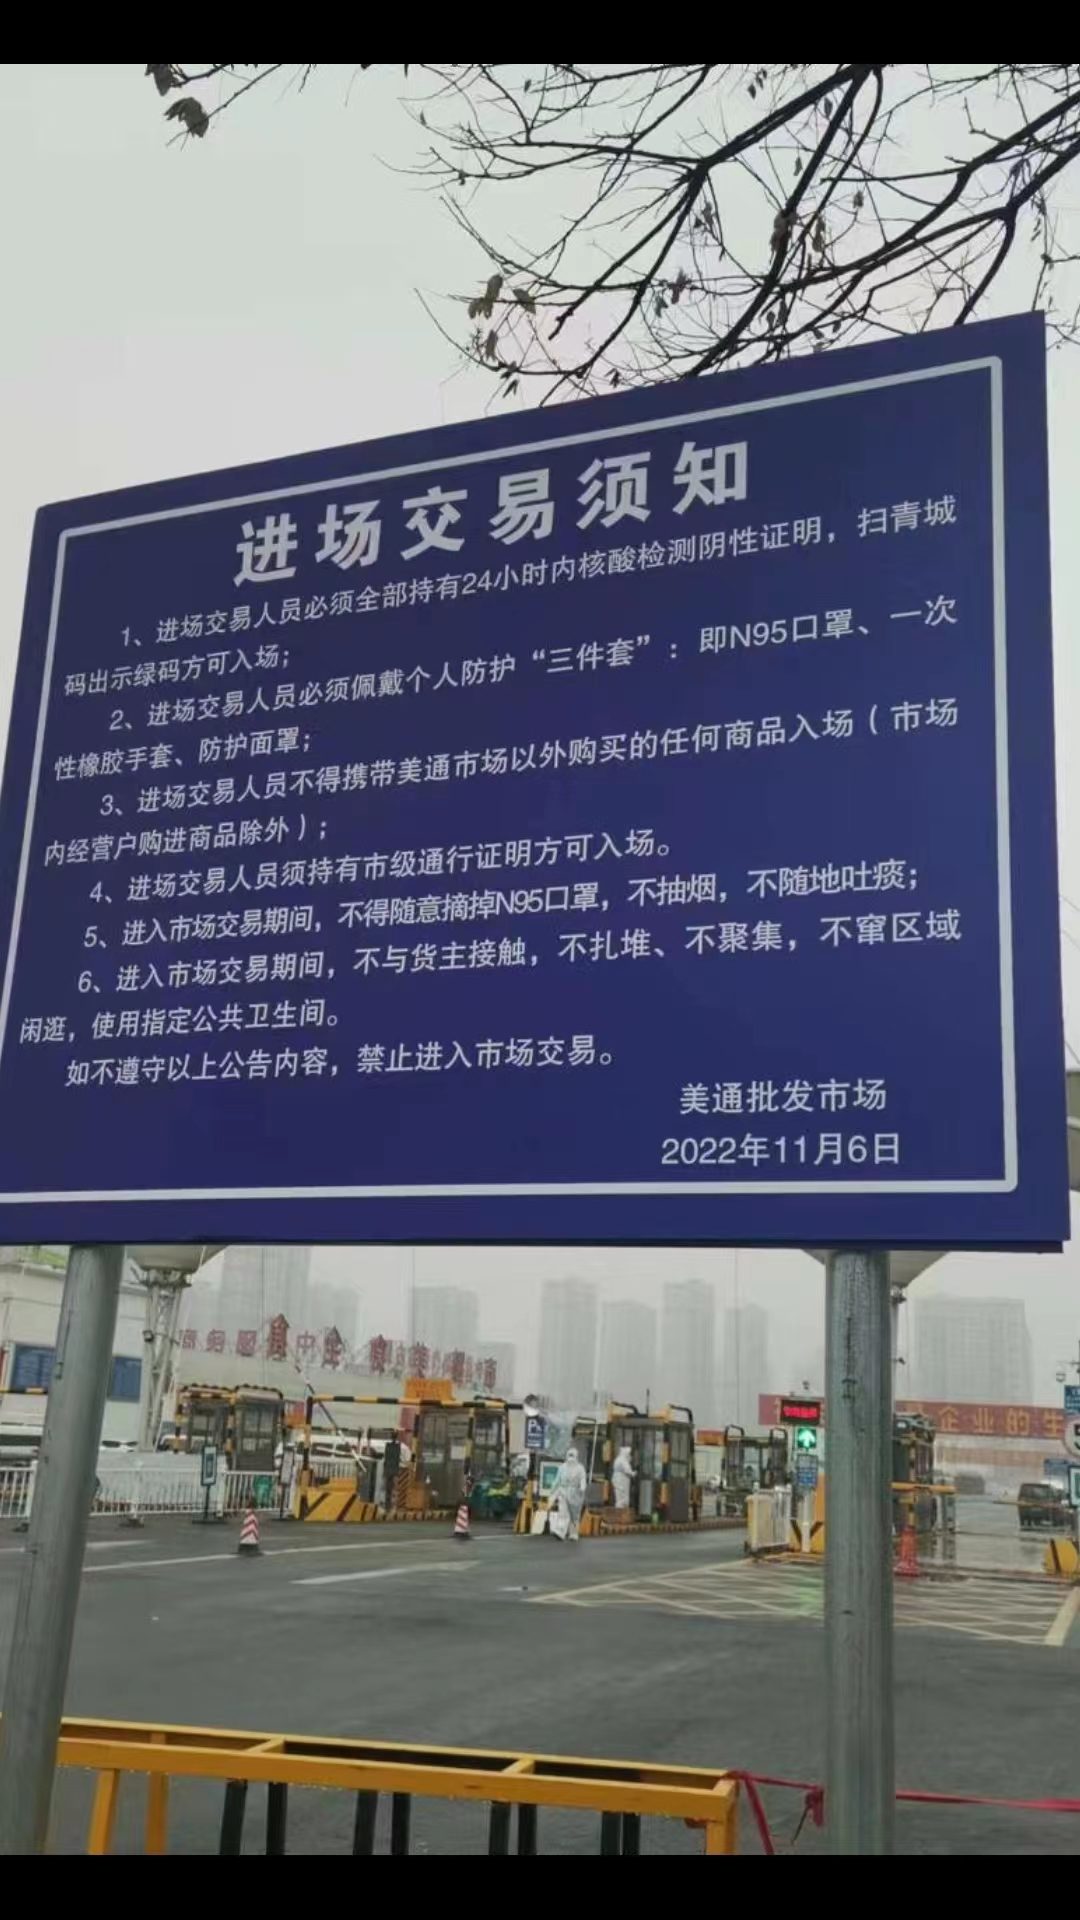 进场交易须知
1、进场交易人员必须全部持有24小时内核酸检测阴性证明，扫青城
码出示绿码方可入场；
2、进场交易人员必须佩戴个人防护“三件套”：即N95口罩、一次
性橡胶手套、防护面罩；
3、进场交易人员不得携带美通市场以外购买的任何商品入场（市场
内经营户购进商品除外）；
4、进场交易人员须持有市级通行证明方可入场。
5、进入市场交易期间，不得随意摘掉N95口罩，不抽烟，不随地吐痰；
6、进入市场交易期间，不与货主接触，不扎堆、不聚集，不窜区域
闲逛，使用指定公共卫生间。
如不遵守以上公告内容，禁止进入市场交易。
美通批发市场
2022年11月6日
企业的生